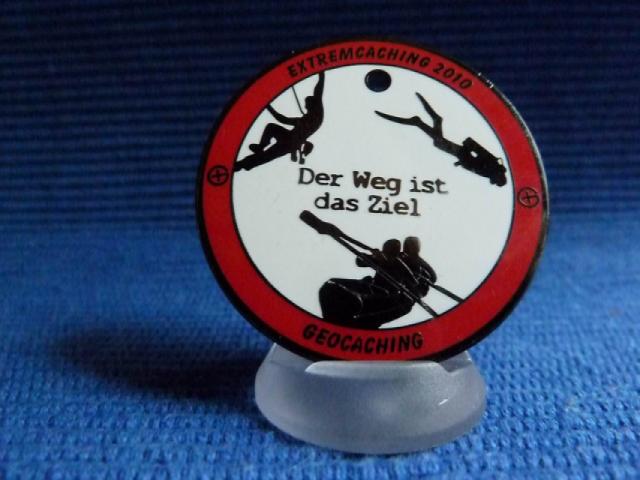 EXTREMCACHING 2010
Der Weg ist
das Ziel
GEOCACHING